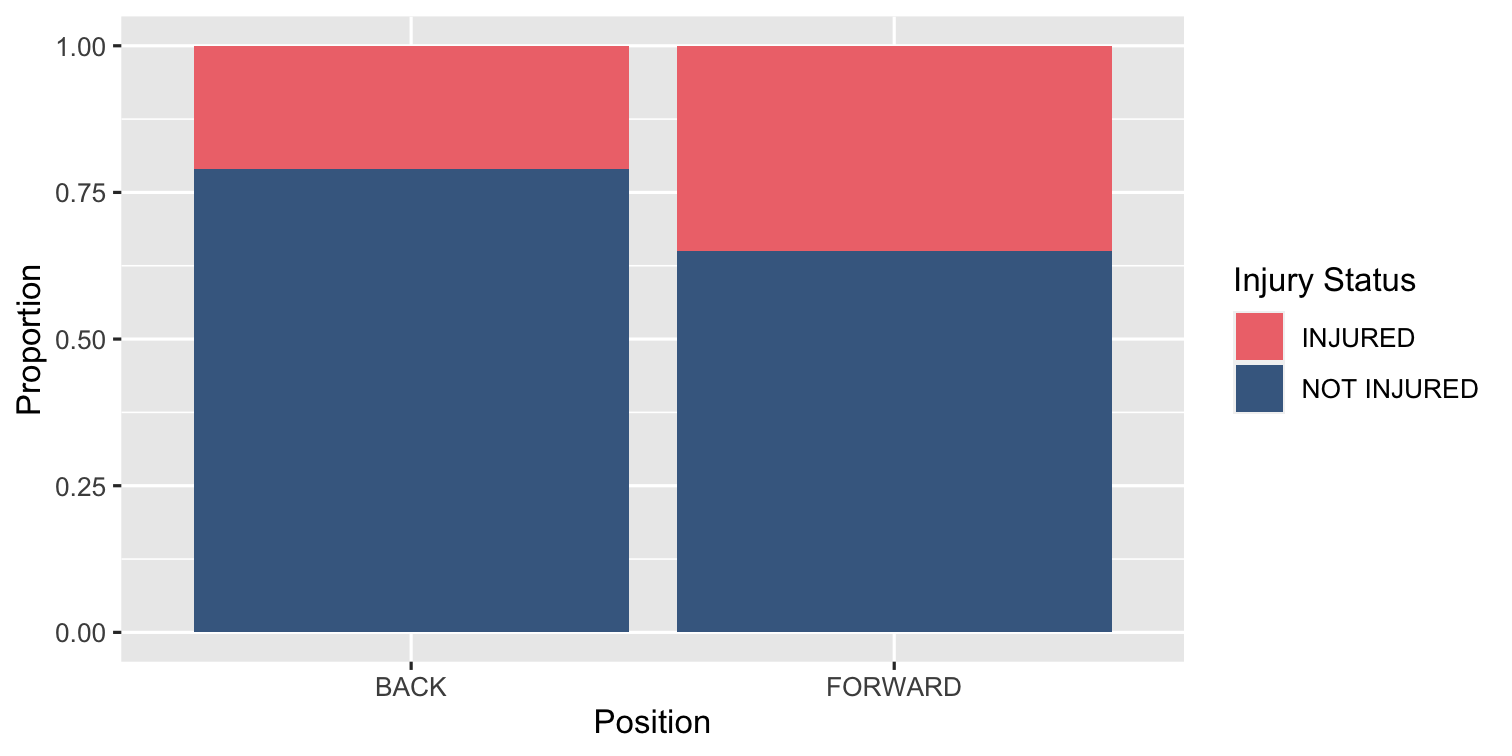 1.00
0.75
0.50
0.25
0.00
Proportion
BACK
FORWARD
Position
Injury Status
INJURED
NOT INJURED